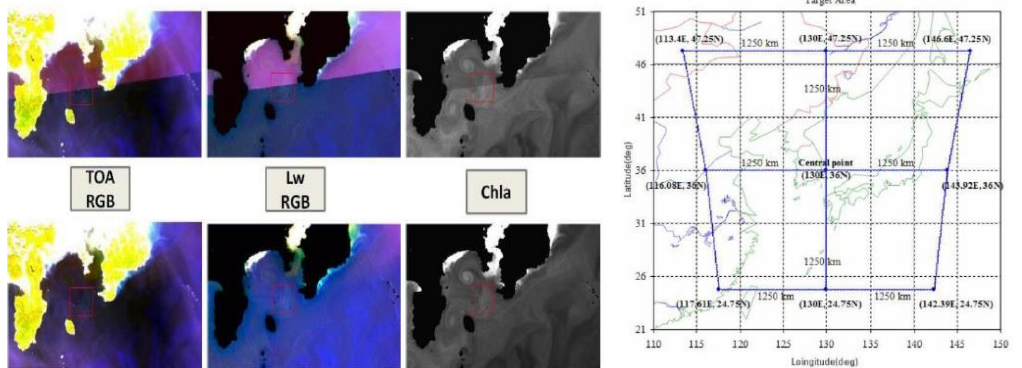 TOA
RGB
Lw
RGB
Chla
Target Area
51
46
41
36
31
26
21
Latitude(deg)
1250 km
1250 km
(113.4E, 47.25N)
(130E, 47.25N)
(146.6E, 47.25N)
1250 km
1250 km
Central point
1250 km
(130E, 36N)
(116.08E, 36N)
(143.92E, 36N)
1250 km
1250 km
1250 km
(117.61E, 24.75N)
(130E, 24.75N)
(142.39E, 24.75N)
110
115
120
125
130
135
140
145
150
Loingitude(deg)